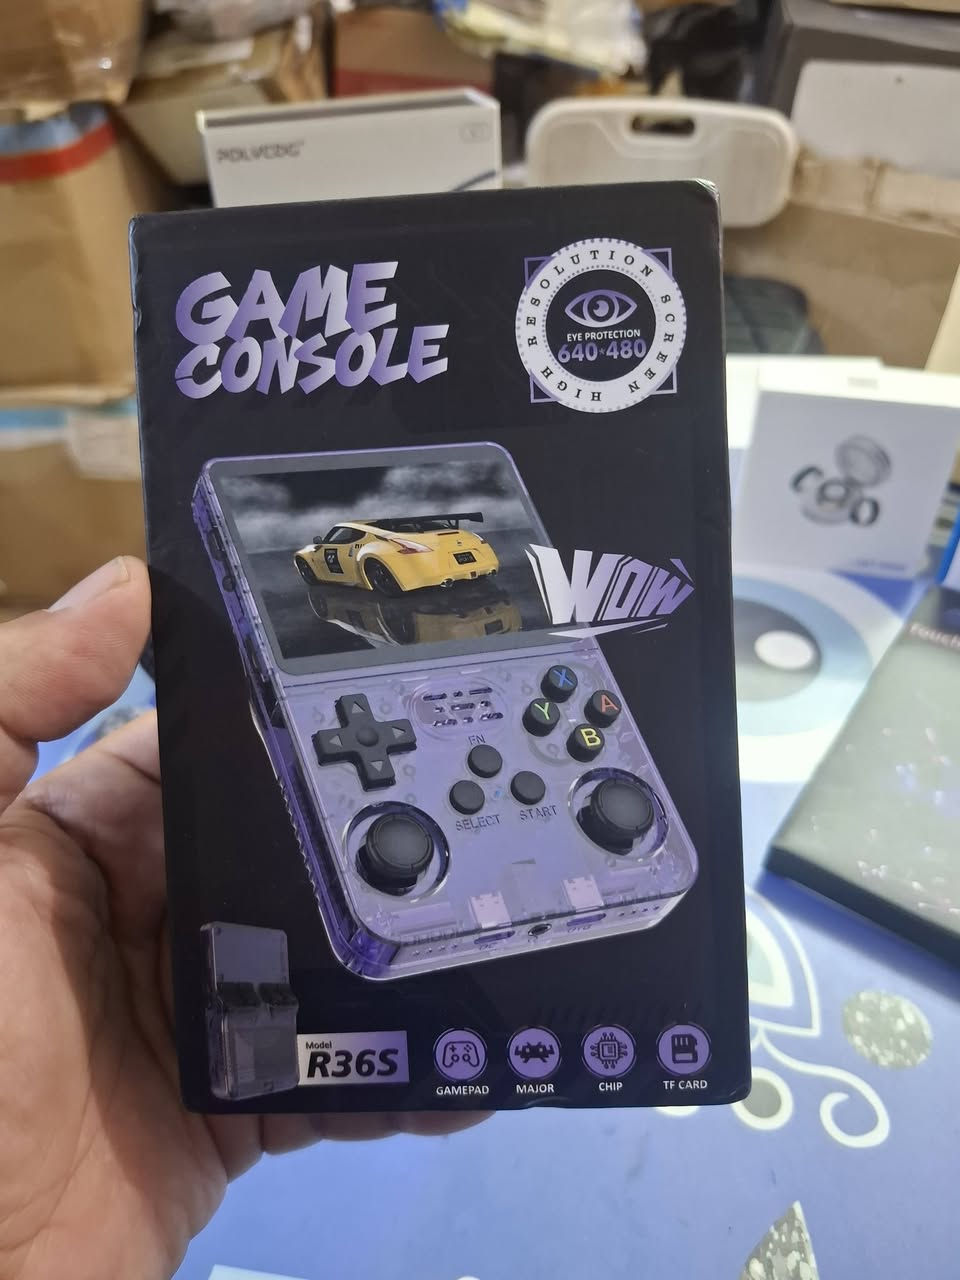 POLVCDG
GAME
CONSOLE
HIGH RESOLUTION SCREEN
EYE PROTECTION
640*480
WOW
X
Y
A
B
FN
SELECT
START
Model
R36S
GAMEPAD
MAJOR
CHIP
TF CARD
Touch